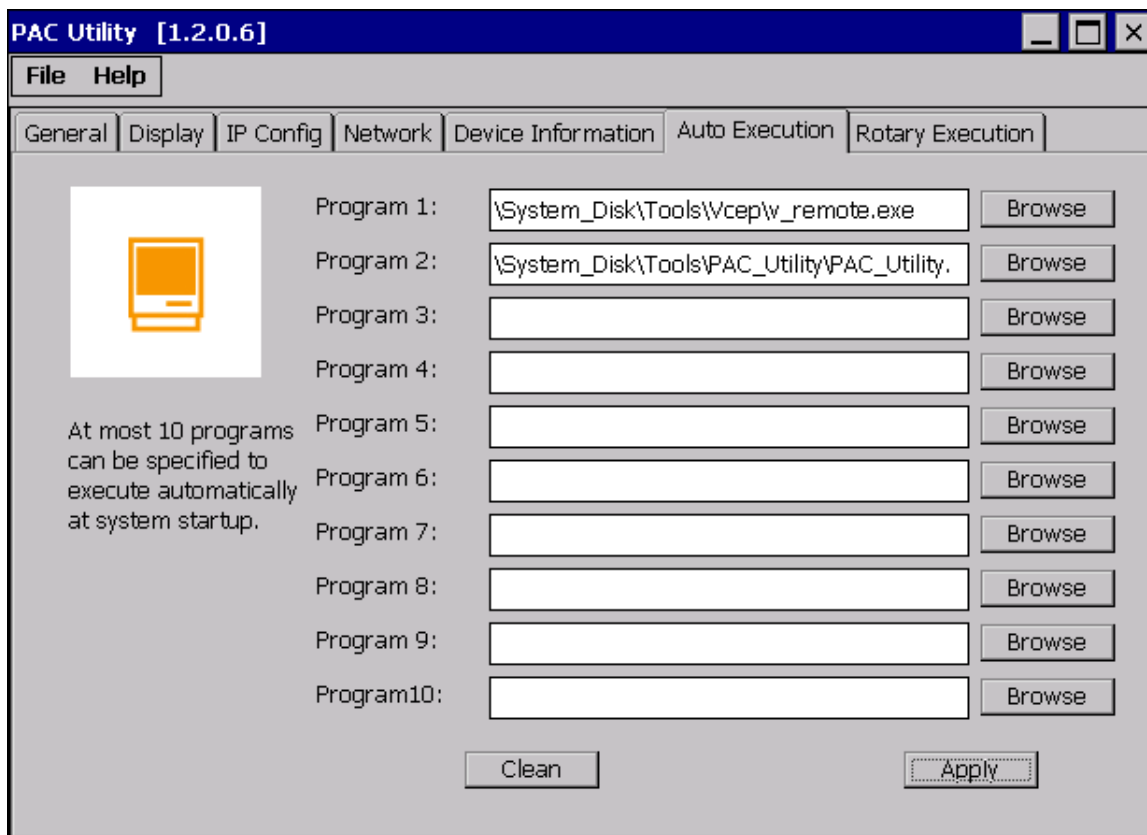 PAC Utility [1.2.0.6]
File Help
General Display IP Config Network Device Information Auto Execution Rotary Execution
Program 1: \System_Disk\Tools\Vcep\v_remote.exe Browse
Program 2: \System_Disk\Tools\PAC_Utility\PAC_Utility. Browse
Program 3: Browse
Program 4: Browse
Program 5: Browse
Program 6: Browse
Program 7: Browse
Program 8: Browse
Program 9: Browse
Program10: Browse
At most 10 programs
can be specified to
execute automatically
at system startup.
Clean Apply